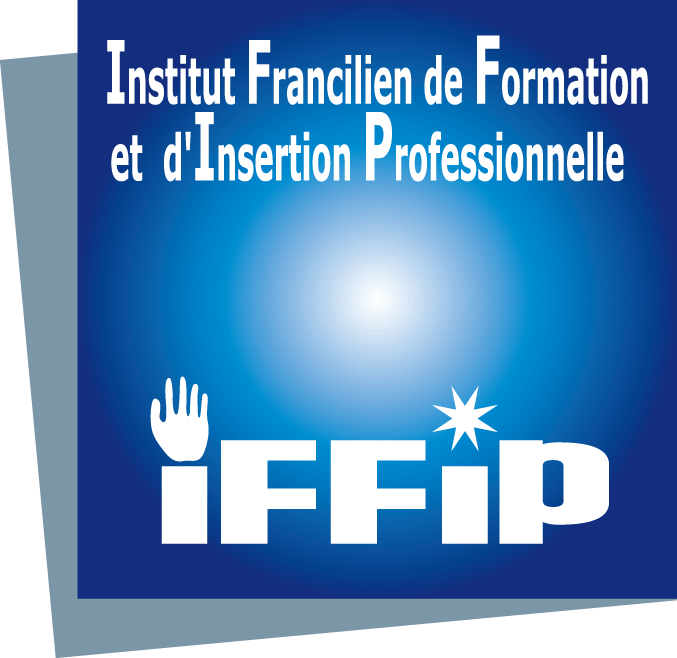 Institut Francilien de Formation
et d'Insertion Professionnelle
iFFiP